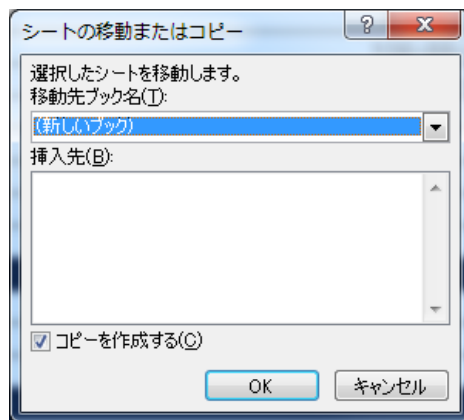 シートの移動またはコピー
選択したシートを移動します。
移動先ブック名(T):
(新しいブック)
挿入先(B):
コピーを作成する(C)
OK キャンセル